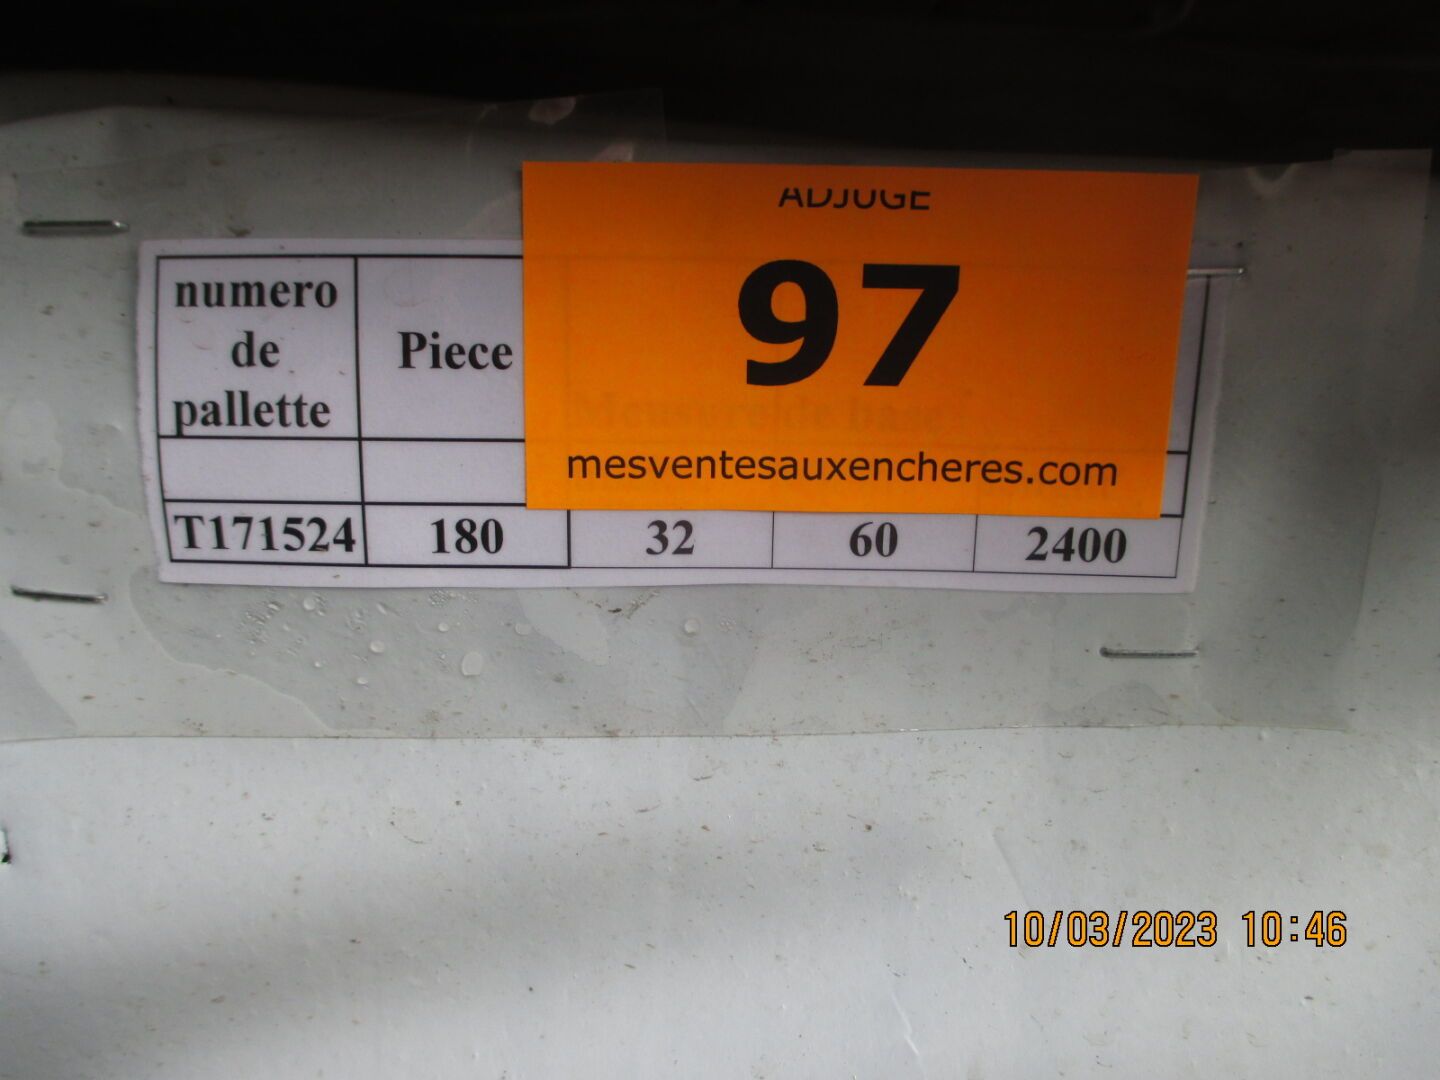 ADJUGE
97
mesventesauxencheres.com
numero
de
pallette
Piece
T171524 180 32 60 2400
10/03/2023 10:46